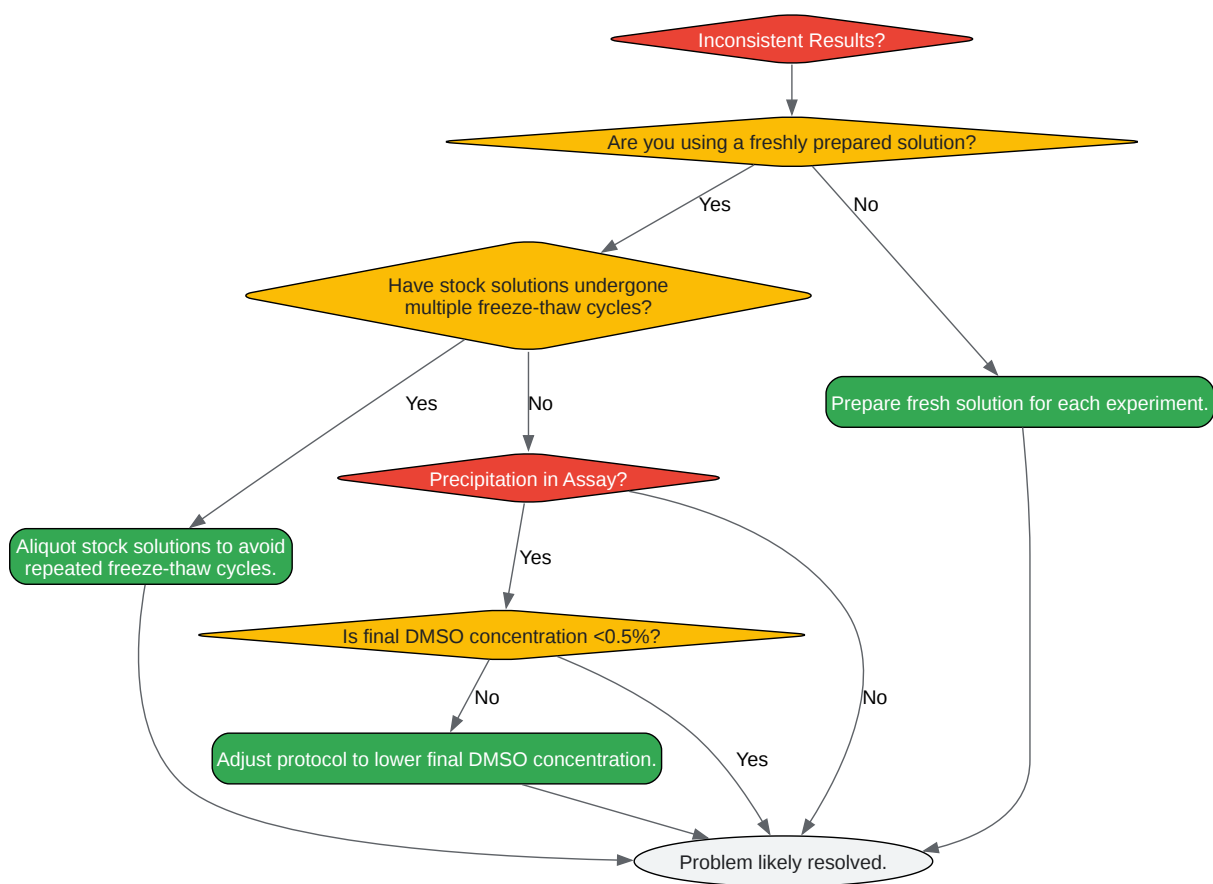 Inconsistent Results?
Are you using a freshly prepared solution?
Yes
No
Have stock solutions undergone
multiple freeze-thaw cycles?
Prepare fresh solution for each experiment.
Yes
No
Precipitation in Assay?
Aliquot stock solutions to avoid
repeated freeze-thaw cycles.
Yes
Is final DMSO concentration <0.5%?
No
No
Adjust protocol to lower final DMSO concentration.
Yes
Problem likely resolved.